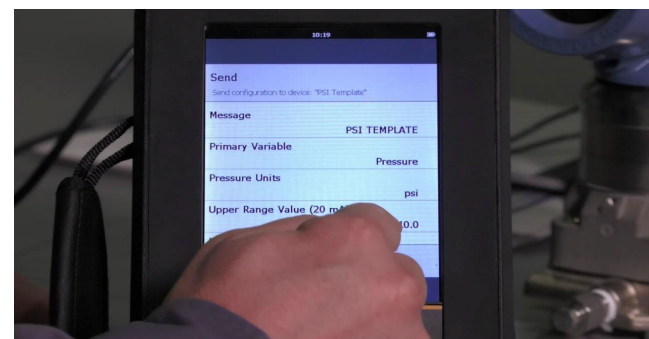 10:19
Send
Send configuration to device: "PSI Template"
Message
PSI TEMPLATE
Primary Variable
Pressure
Pressure Units
psi
Upper Range Value (20